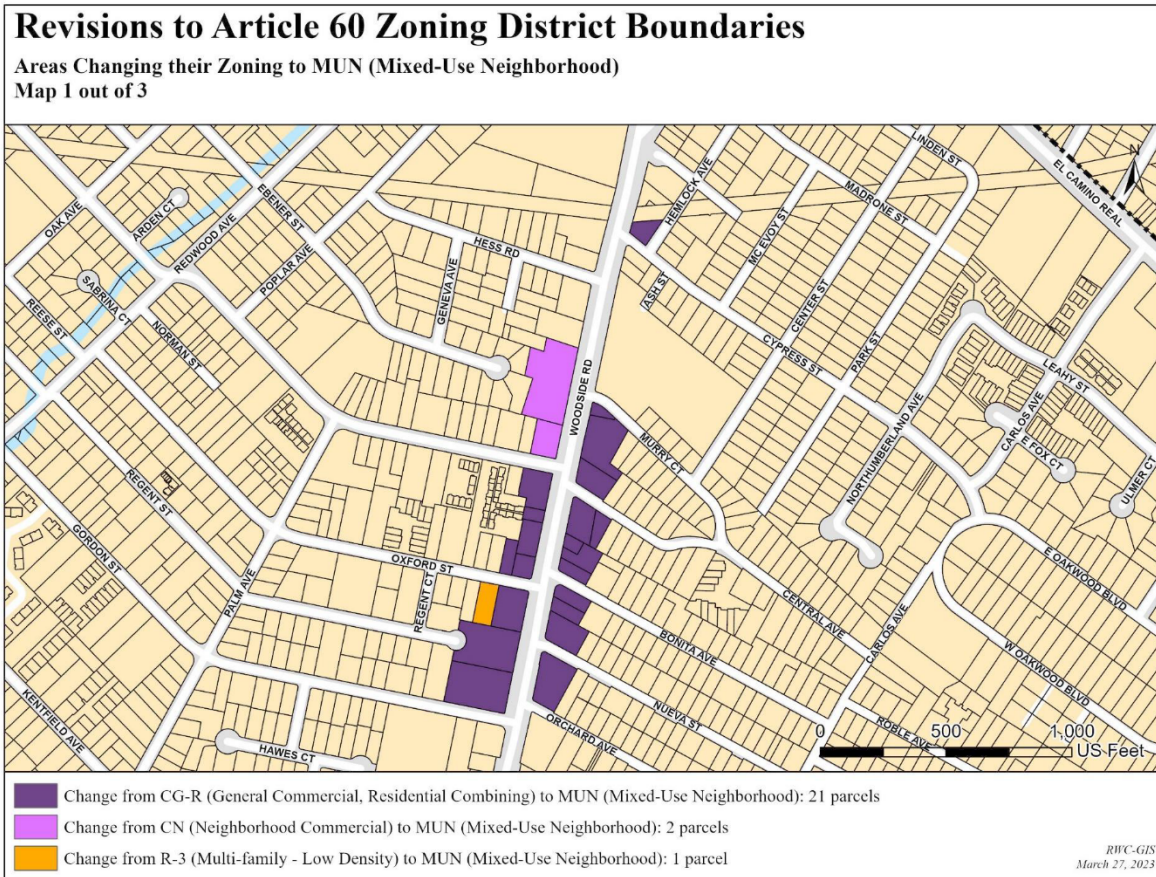 Revisions to Article 60 Zoning District Boundaries
Areas Changing their Zoning to MUN (Mixed-Use Neighborhood)
Map 1 out of 3
OAK AVE
ARDEN CT
REDWOOD AVE
EBENER ST
POPLAR AVE
SABRINA CT
REESE ST
NORMAN ST
HESS RD
GENEVA AVE
WOODSIDE RD
HEMLOCK AVE
MC EVOY ST
ASH ST
MADRONE ST
LINDEN ST
EL CAMINO REAL
N
CENTER ST
CYPRESS ST
PARK ST
LEAHY ST
CARLOS AVE
E FOX CT
ULMER CT
NORTHUMBERLAND AVE
MURRY CT
REGENT ST
GORDON ST
PALM AVE
OXFORD ST
REGENT CT
CENTRAL AVE
BONITA AVE
CARLOS AVE
E OAKWOOD BLVD
W OAKWOOD BLVD
NUEVA ST
ROBLE AVE
ORCHARD AVE
KENTFIELD AVE
HAWES CT
0 500 1,000
US Feet
Change from CG-R (General Commercial, Residential Combining) to MUN (Mixed-Use Neighborhood): 21 parcels
Change from CN (Neighborhood Commercial) to MUN (Mixed-Use Neighborhood): 2 parcels
Change from R-3 (Multi-family - Low Density) to MUN (Mixed-Use Neighborhood): 1 parcel
RWC-GIS
March 27, 2023